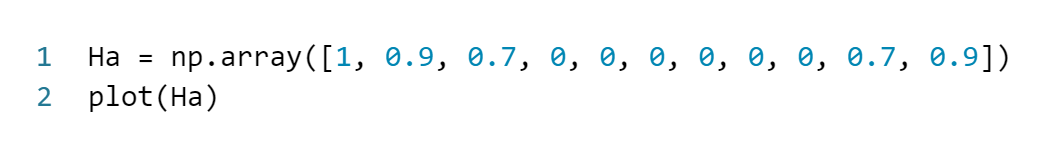 1 Ha = np.array([1, 0.9, 0.7, 0, 0, 0, 0, 0, 0, 0.7, 0.9])
2 plot(Ha)